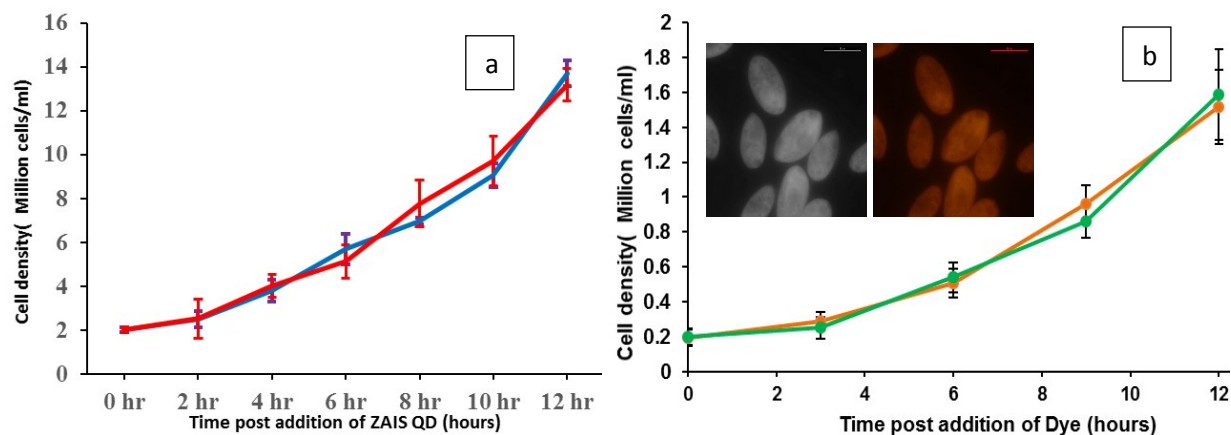 a
16
14
12
10
8
6
4
2
0
Cell density( Million cells/ml)
0 hr 2 hr 4 hr 6 hr 8 hr 10 hr 12 hr
Time post addition of ZAIS QD (hours)
b
2
1.8
1.6
1.4
1.2
1
0.8
0.6
0.4
0.2
0
Cell density( Million cells/ml)
0 2 4 6 8 10 12
Time post addition of Dye (hours)